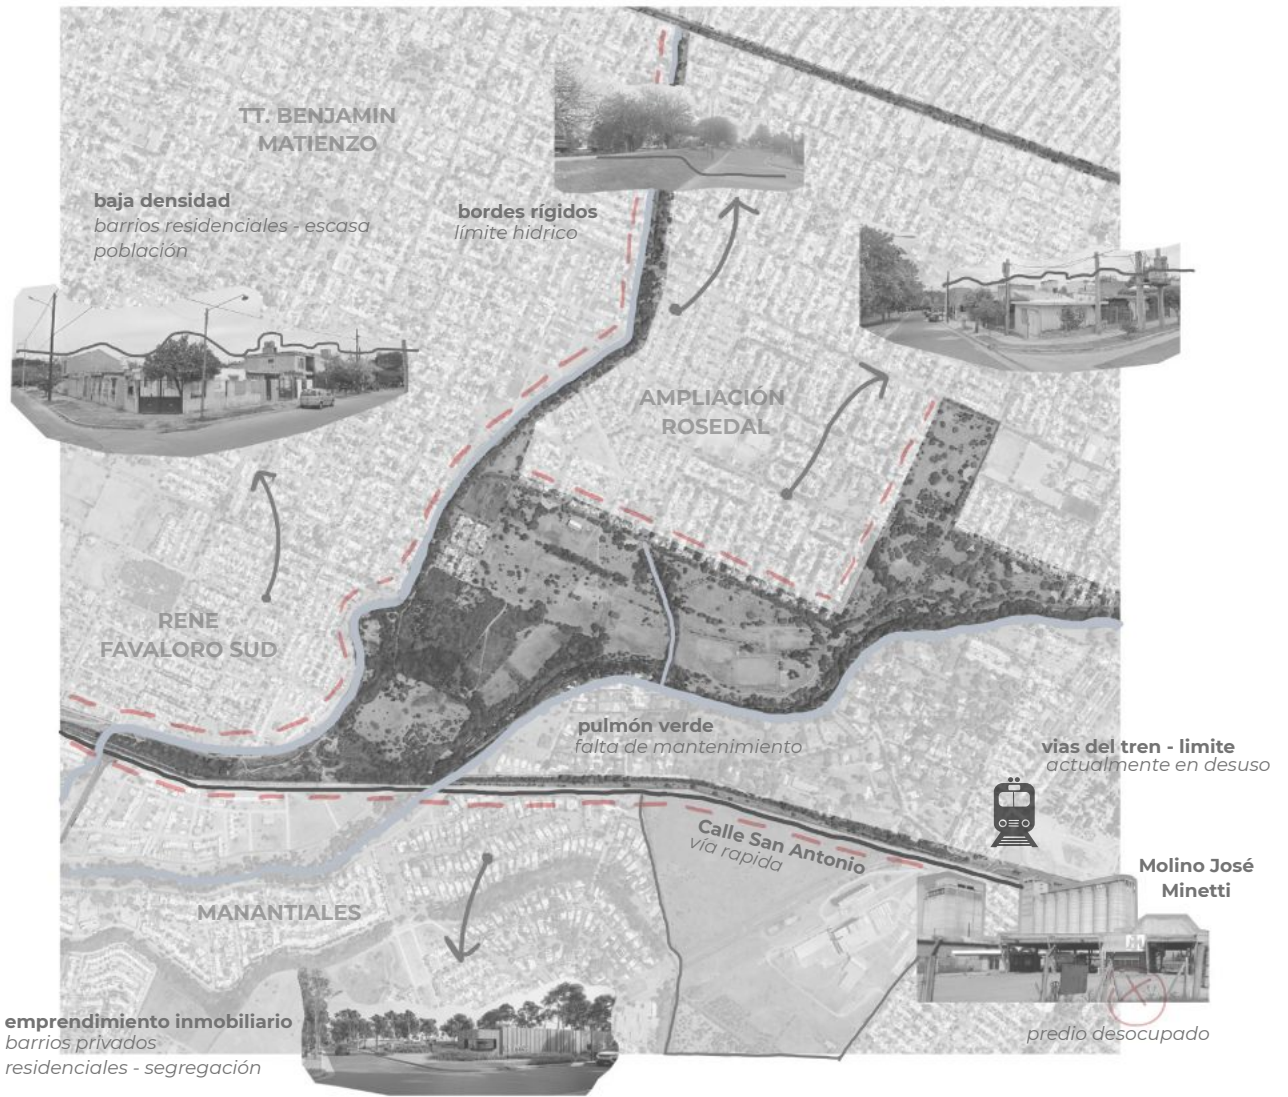 TT. BENJAMIN
MATIENZO
baja densidad
barrios residenciales - escasa
población
bordes rígidos
límite hidrico
AMPLIACIÓN
ROSEDAL
RENE
FAVALORO SUD
pulmón verde
falta de mantenimiento
vias del tren - limite
actualmente en desuso
Calle San Antonio
vía rapida
Molino José
Minetti
MANANTIALES
emprendimiento inmobiliario
barrios privados
residenciales - segregación
predio desocupado